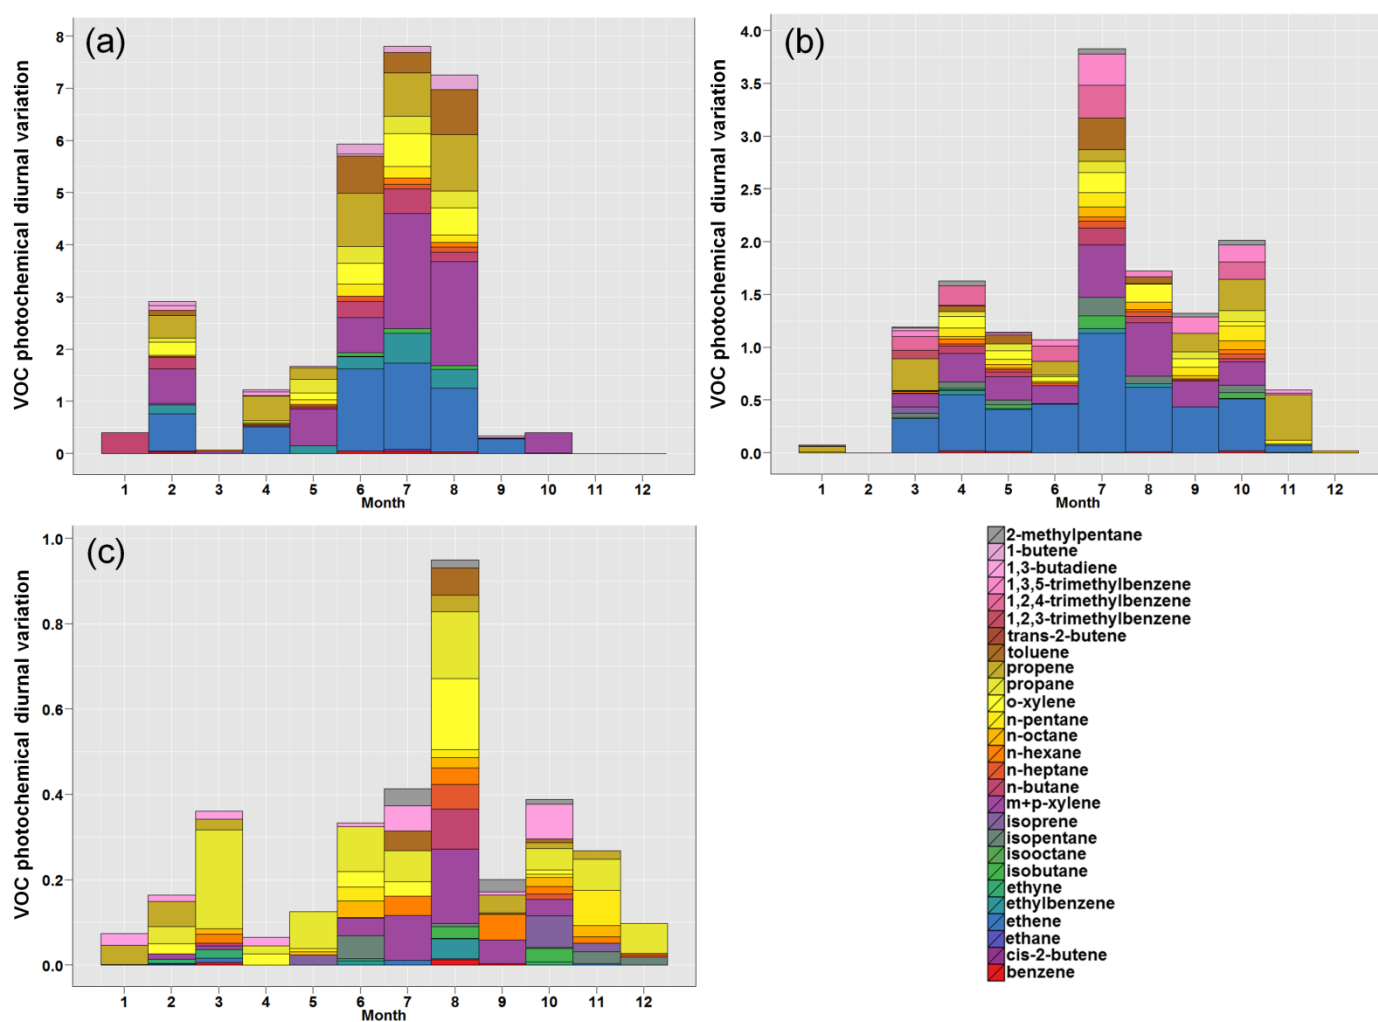 (a)
VOC photochemical diurnal variation
8
7
6
5
4
3
2
1
0
1 2 3 4 5 6 7 8 9 10 11 12
Month
(b)
VOC photochemical diurnal variation
4.0
3.5
3.0
2.5
2.0
1.5
1.0
0.5
0.0
1 2 3 4 5 6 7 8 9 10 11 12
Month
(c)
VOC photochemical diurnal variation
1.0
0.8
0.6
0.4
0.2
0.0
1 2 3 4 5 6 7 8 9 10 11 12
Month
2-methylpentane
1-butene
1,3-butadiene
1,3,5-trimethylbenzene
1,2,4-trimethylbenzene
1,2,3-trimethylbenzene
trans-2-butene
toluene
propene
propane
o-xylene
n-pentane
n-octane
n-hexane
n-heptane
n-butane
m+p-xylene
isoprene
isopentane
isooctane
isobutane
ethyne
ethylbenzene
ethene
ethane
cis-2-butene
benzene